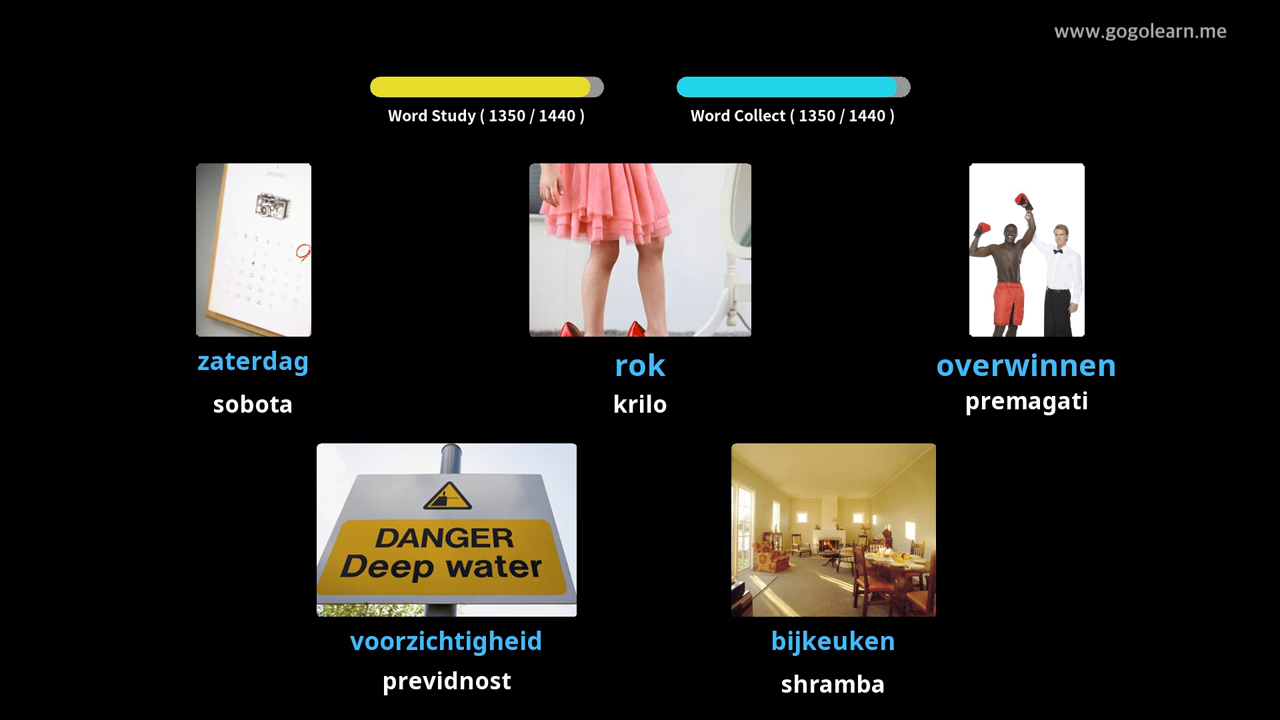 www.gogolearn.me
Word Study ( 1350 / 1440 )
Word Collect ( 1350 / 1440 )
zaterdag
sobota
rok
krilo
overwinnen
premagati
DANGER
Deep water
voorzichtigheid
previdnost
bijkeuken
shramba